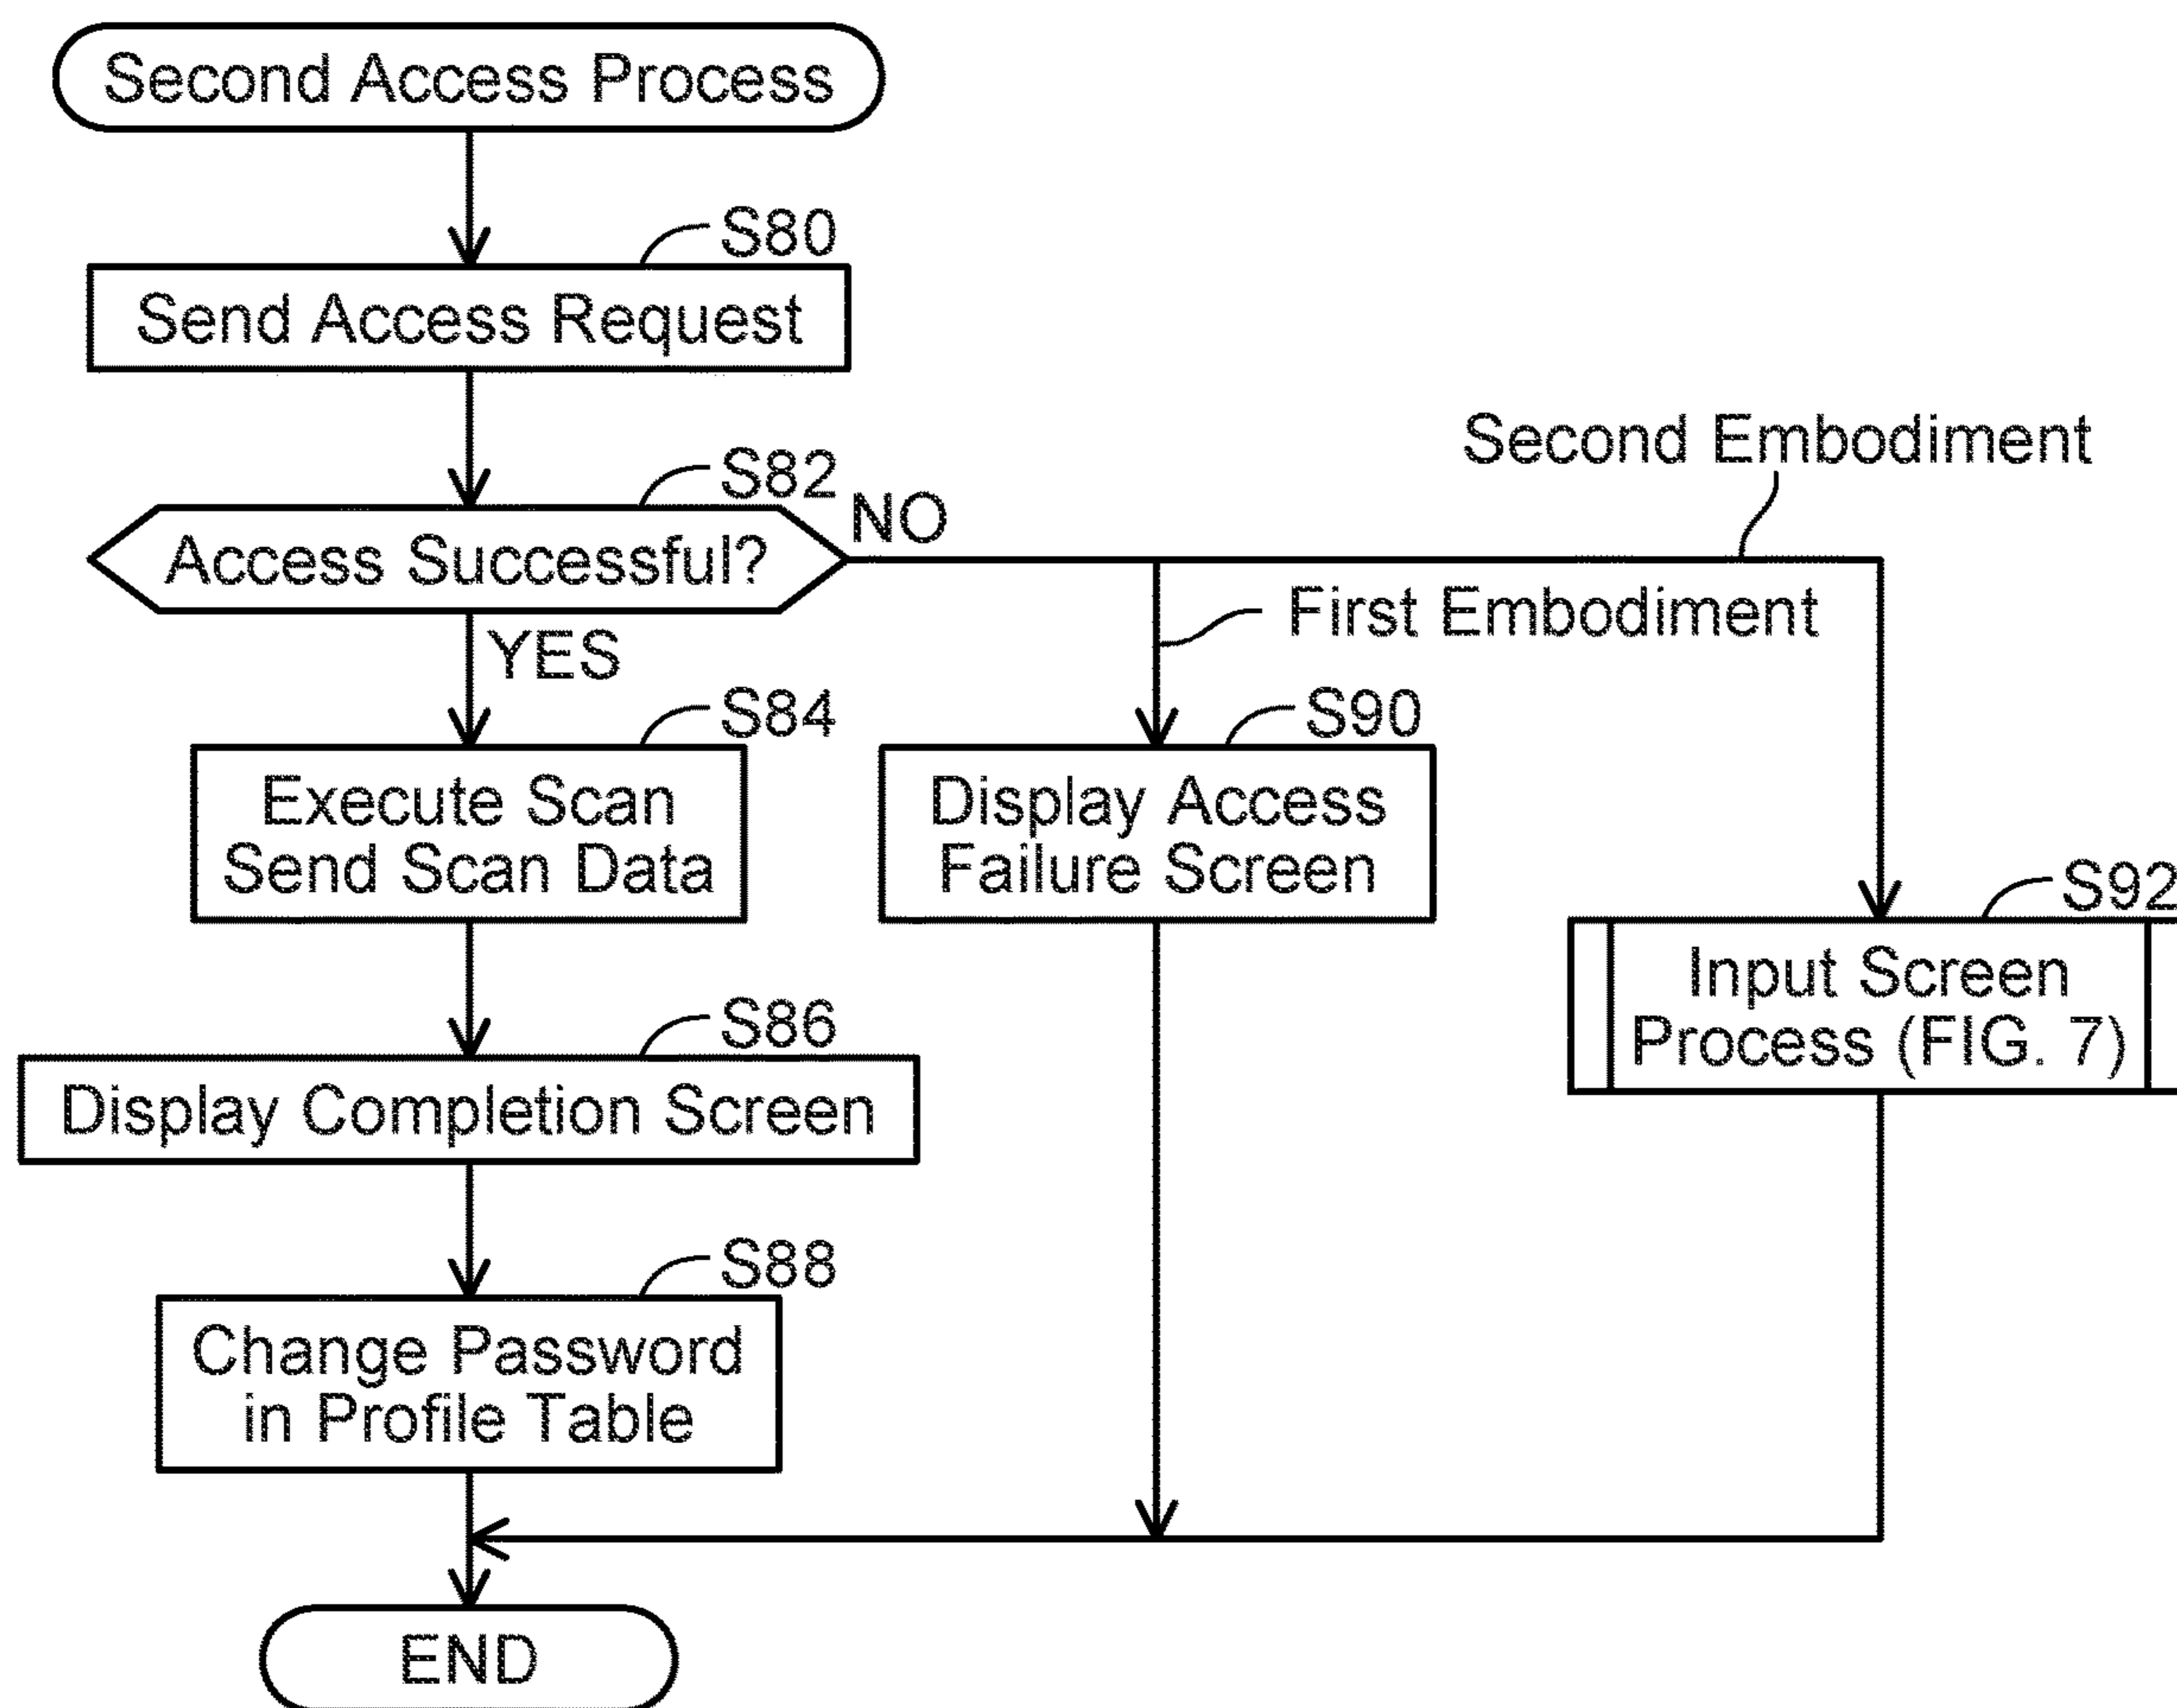 Second Access Process
S80
Send Access Request
Second Embodiment
S82
NO
Access Successful?
First Embodiment
YES
S84
S90
Execute Scan
Send Scan Data
Display Access
Failure Screen
S92
Input Screen
Process (FIG. 7)
S86
Display Completion Screen
S88
Change Password
in Profile Table
END